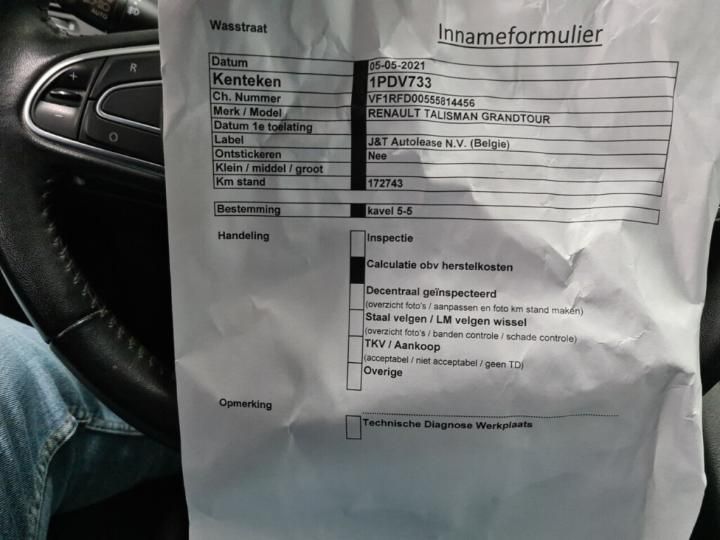 R
O
AUTO
Wasstraat
Innameformulier
Datum 05-05-2021
Kenteken 1PDV733
Ch. Nummer VF1RFD00555814456
Merk / Model RENAULT TALISMAN GRANDTOUR
Datum 1e toelating
Label J&T Autolease N.V. (Belgie)
Ontstickeren Nee
Klein / middel / groot
Km stand 172743
Bestemming kavel 5-5
Handeling Inspectie
Calculatie obv herstelkosten
Decentraal geïnspecteerd
(overzicht foto's / aanpassen en foto km stand maken)
Staal velgen / LM velgen wissel
(overzicht foto's / banden controle / schade controle)
TKV / Aankoop
(acceptabel / niet acceptabel / geen TD)
Overige
Opmerking
Technische Diagnose Werkplaats